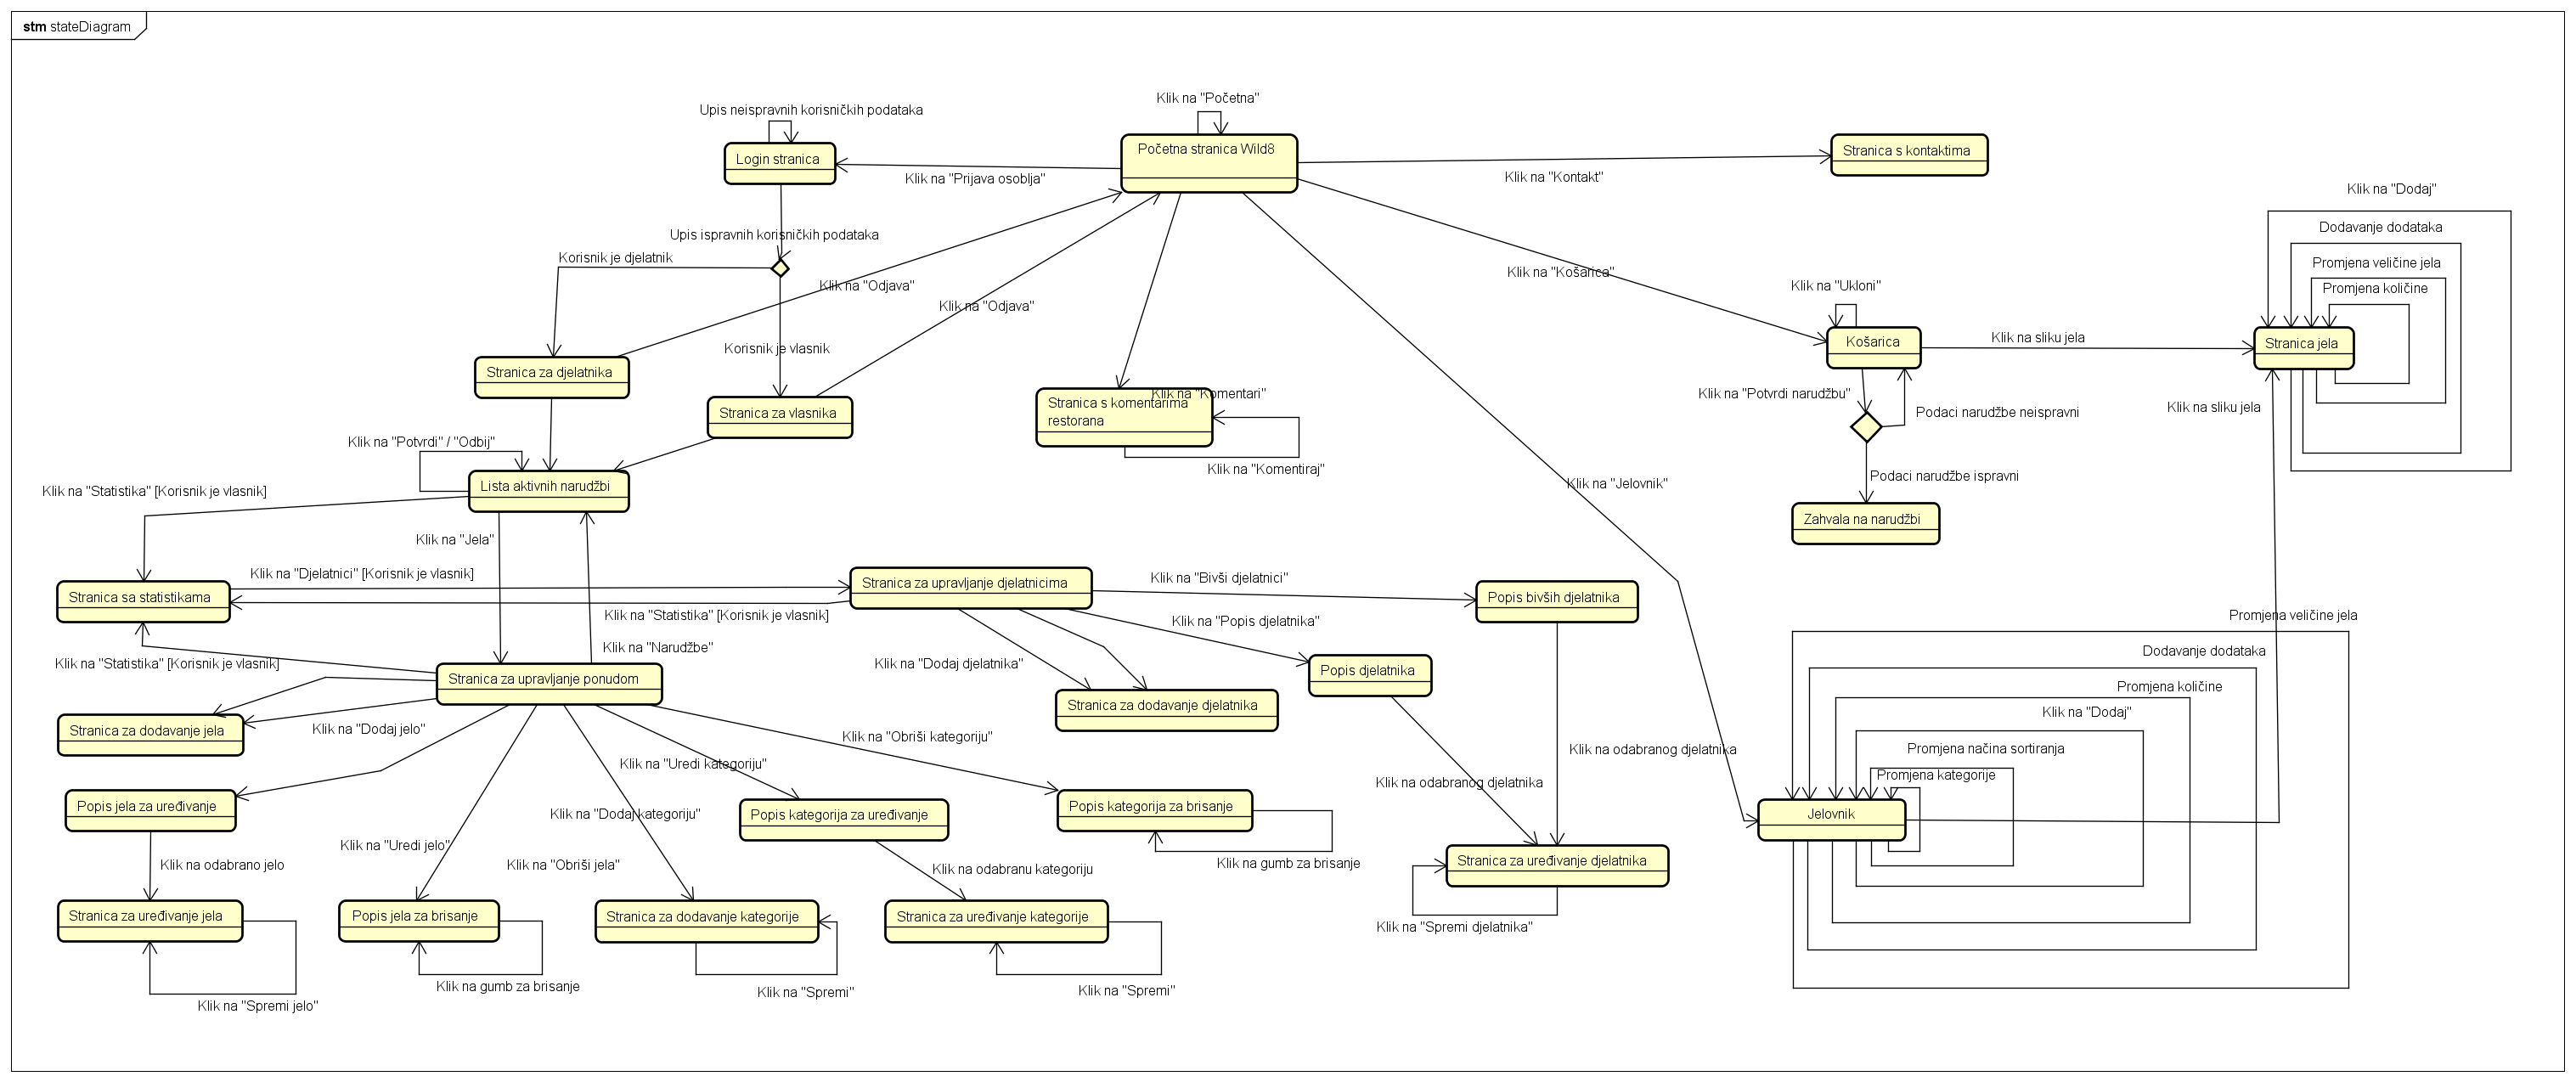 stm stateDiagram
Klik na "Početna"
Upis neispravnih korisničkih podataka
Početna stranica Wild8
Login stranica
Stranica s kontaktima
Klik na "Prijava osoblja"
Klik na "Kontakt"
Klik na "Dodaj"
Dodavanje dodataka
Upis ispravnih korisničkih podataka
Korisnik je djelatnik
Promjena veličine jela
Klik na "Košarica"
Klik na "Odjava"
Klik na "Ukloni"
Promjena količine
Klik na "Odjava"
Klik na sliku jela
Košarica
Stranica jela
Korisnik je vlasnik
Stranica za djelatnika
Klik na "Komentari"
Klik na "Potvrdi narudžbu"
Stranica s komentarima
restorana
Klik na sliku jela
Stranica za vlasnika
Podaci narudžbe neispravni
Klik na "Potvrdi" / "Odbij"
Klik na "Komentiraj"
Podaci narudžbe ispravni
Klik na "Jelovnik"
Lista aktivnih narudžbi
Klik na "Statistika" [Korisnik je vlasnik]
Zahvala na narudžbi
Klik na "Jela"
Klik na "Djelatnici" [Korisnik je vlasnik]
Klik na "Bivši djelatnici"
Stranica za upravljanje djelatnicima
Stranica sa statistikama
Popis bivših djelatnika
Klik na "Statistika" [Korisnik je vlasnik]
Klik na "Popis djelatnika"
Promjena veličine jela
Klik na "Narudžbe"
Dodavanje dodataka
Klik na "Statistika" [Korisnik je vlasnik]
Klik na "Dodaj djelatnika"
Popis djelatnika
Stranica za upravljanje ponudom
Promjena količine
Stranica za dodavanje djelatnika
Klik na "Dodaj"
Stranica za dodavanje jela
Klik na "Dodaj jelo"
Klik na "Obriši kategoriju"
Klik na odabranog djelatnika
Promjena načina sortiranja
Klik na "Uredi kategoriju"
Promjena kategorije
Klik na odabranog djelatnika
Popis jela za uređivanje
Popis kategorija za brisanje
Klik na "Dodaj kategoriju"
Popis kategorija za uređivanje
Jelovnik
Klik na "Uredi jelo"
Klik na odabrano jelo
Klik na "Obriši jela"
Klik na odabranu kategoriju
Klik na gumb za brisanje
Stranica za uređivanje djelatnika
Stranica za uređivanje jela
Popis jela za brisanje
Stranica za dodavanje kategorije
Stranica za uređivanje kategorije
Klik na "Spremi djelatnika"
Klik na gumb za brisanje
Klik na "Spremi"
Klik na "Spremi"
Klik na "Spremi jelo"